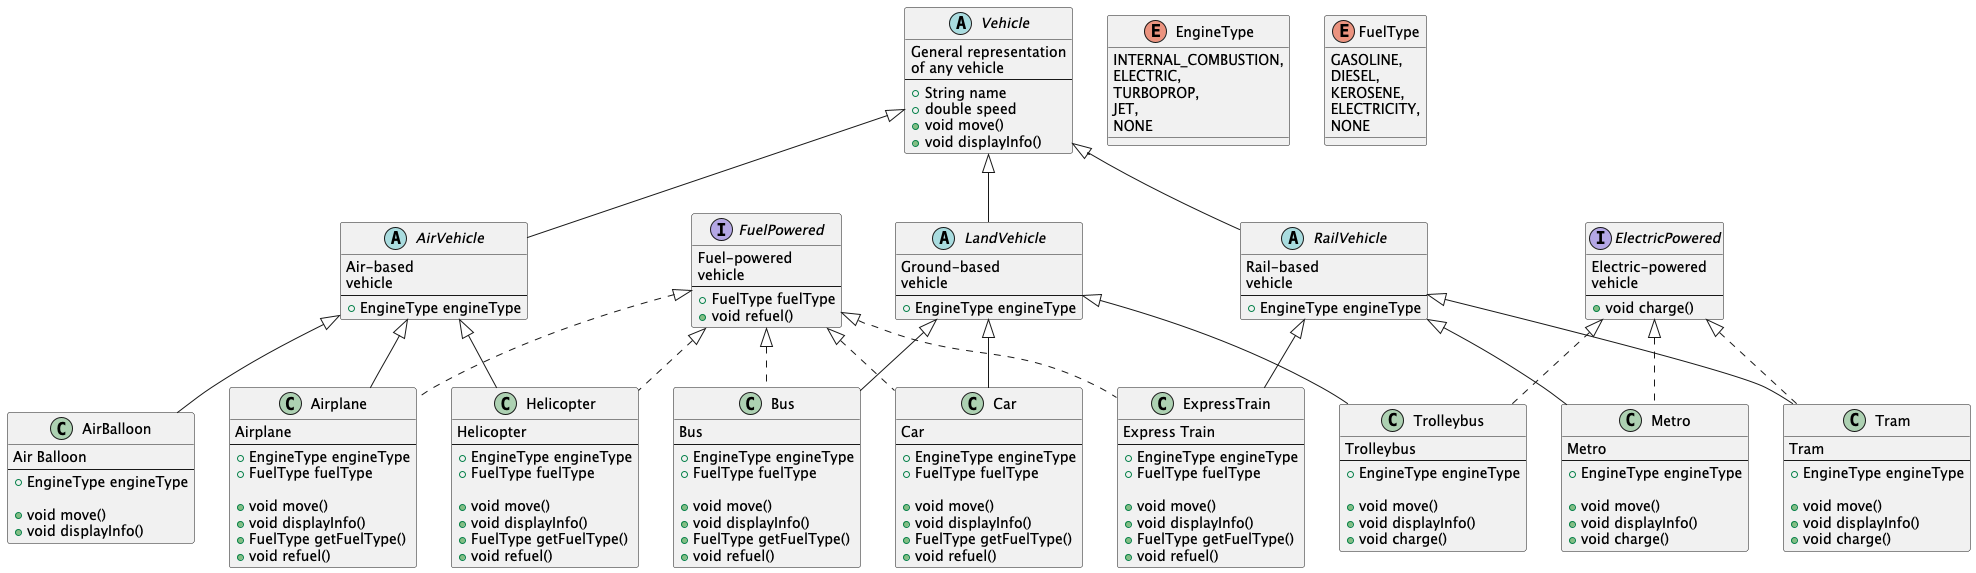 A Vehicle
General representation
of any vehicle
String name
double speed
void move()
void displayInfo()
E EngineType
INTERNAL_COMBUSTION,
ELECTRIC,
TURBOPROP,
JET,
NONE
E FuelType
GASOLINE,
DIESEL,
KEROSENE,
ELECTRICITY,
NONE
A AirVehicle
Air-based
vehicle
EngineType engineType
I FuelPowered
Fuel-powered
vehicle
FuelType fuelType
void refuel()
A LandVehicle
Ground-based
vehicle
EngineType engineType
A RailVehicle
Rail-based
vehicle
EngineType engineType
I ElectricPowered
Electric-powered
vehicle
void charge()
C AirBalloon
Air Balloon
EngineType engineType
void move()
void displayInfo()
C Airplane
Airplane
EngineType engineType
FuelType fuelType
void move()
void displayInfo()
FuelType getFuelType()
void refuel()
C Helicopter
Helicopter
EngineType engineType
FuelType fuelType
void move()
void displayInfo()
FuelType getFuelType()
void refuel()
C Bus
Bus
EngineType engineType
FuelType fuelType
void move()
void displayInfo()
FuelType getFuelType()
void refuel()
C Car
Car
EngineType engineType
FuelType fuelType
void move()
void displayInfo()
FuelType getFuelType()
void refuel()
C ExpressTrain
Express Train
EngineType engineType
FuelType fuelType
void move()
void displayInfo()
FuelType getFuelType()
void refuel()
C Trolleybus
Trolleybus
EngineType engineType
void move()
void displayInfo()
void charge()
C Metro
Metro
EngineType engineType
void move()
void displayInfo()
void charge()
C Tram
Tram
EngineType engineType
void move()
void displayInfo()
void charge()